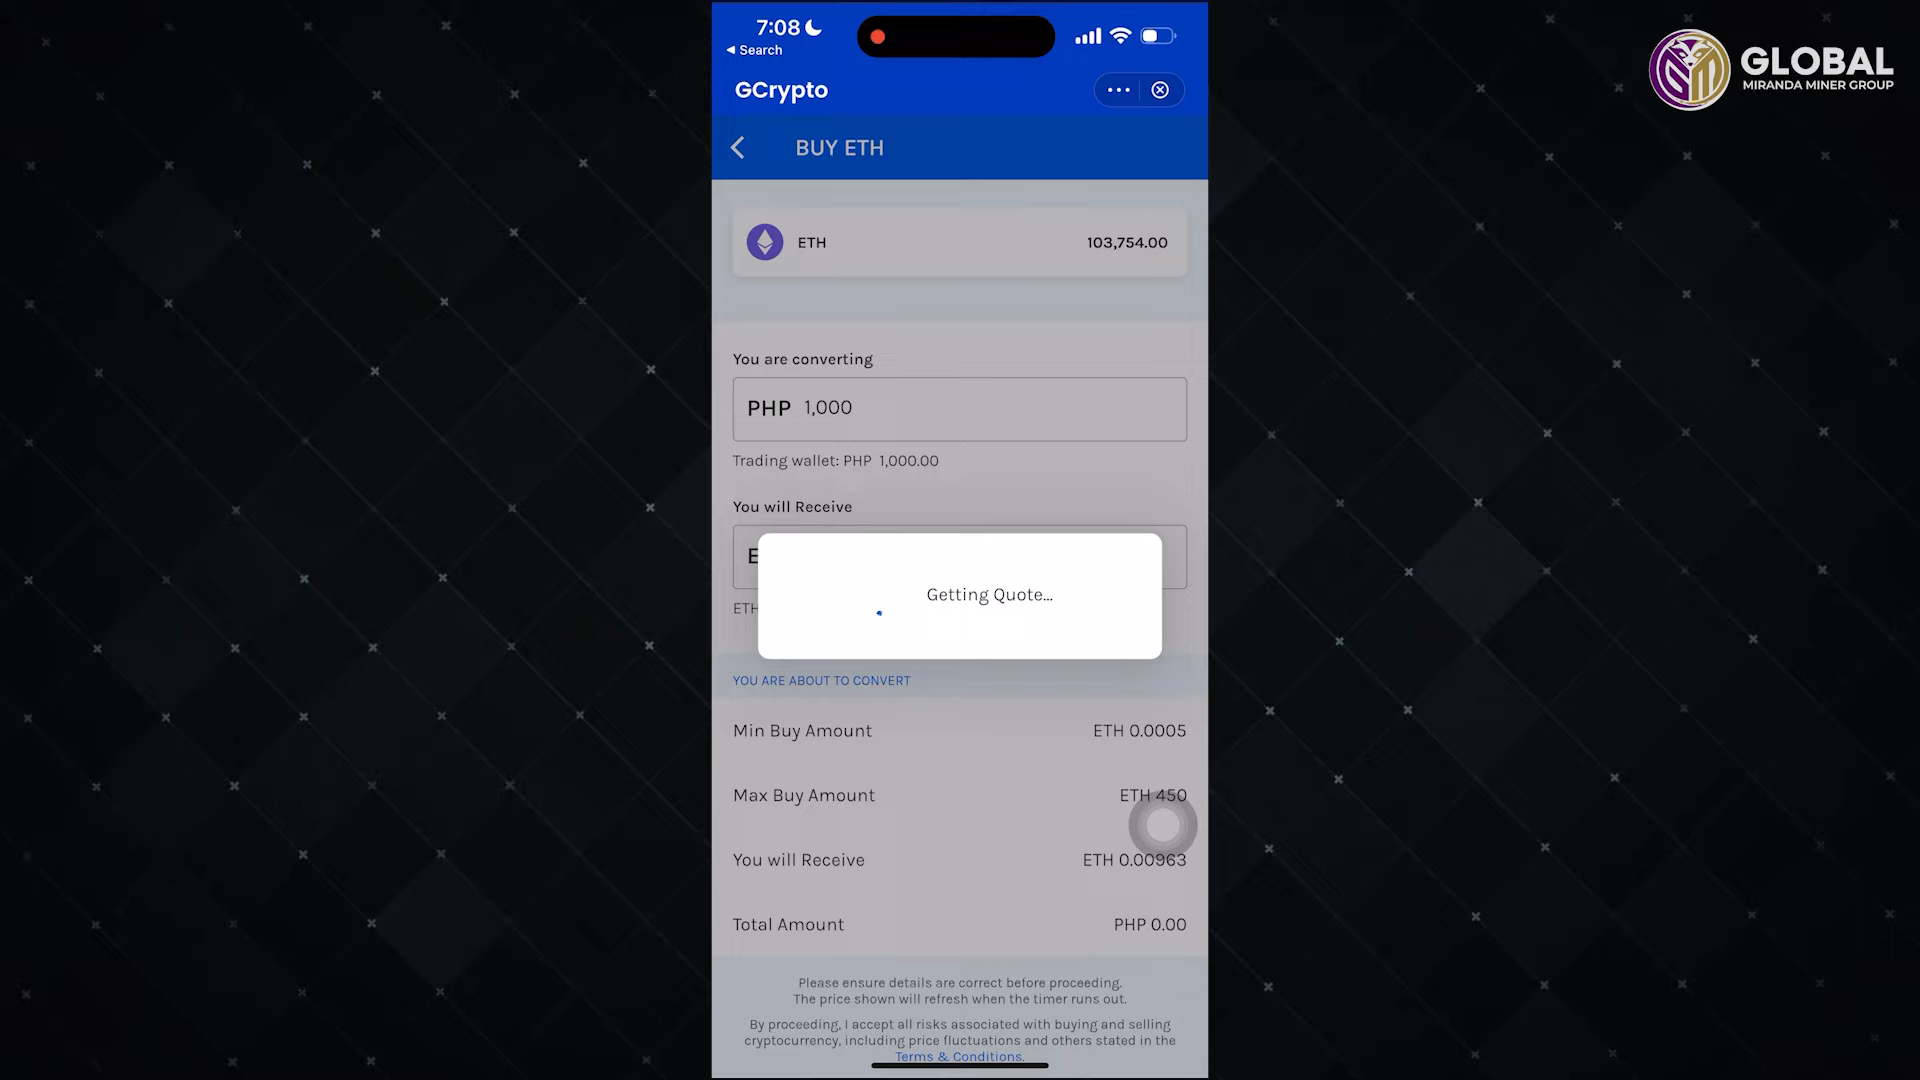 7:08
◀ Search
GCrypto
BUY ETH
ETH 103,754.00
You are converting
PHP 1,000
Trading wallet: PHP 1,000.00
You will Receive
E
ETH
Getting Quote...
YOU ARE ABOUT TO CONVERT
Min Buy Amount ETH 0.0005
Max Buy Amount ETH 450
You will Receive ETH 0.00963
Total Amount PHP 0.00
Please ensure details are correct before proceeding.
The price shown will refresh when the timer runs out.
By proceeding, I accept all risks associated with buying and selling
cryptocurrency, including price fluctuations and others stated in the
Terms & Conditions.
GLOBAL
MIRANDA MINER GROUP